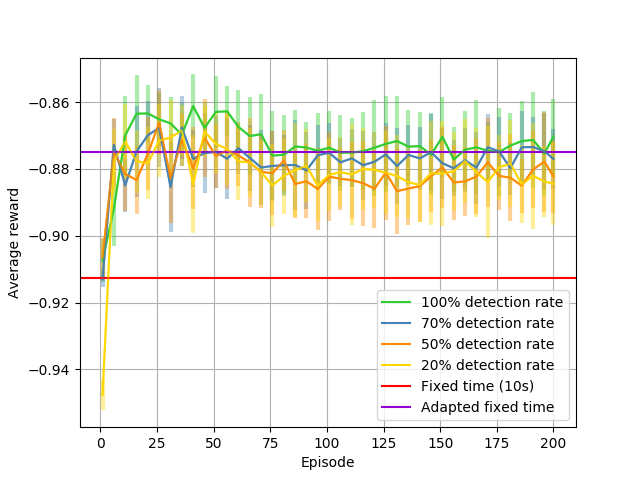 −0.86
−0.88
−0.90
−0.92
−0.94
Average reward
0 25 50 75 100 125 150 175 200
Episode
100% detection rate
70% detection rate
50% detection rate
20% detection rate
Fixed time (10s)
Adapted fixed time